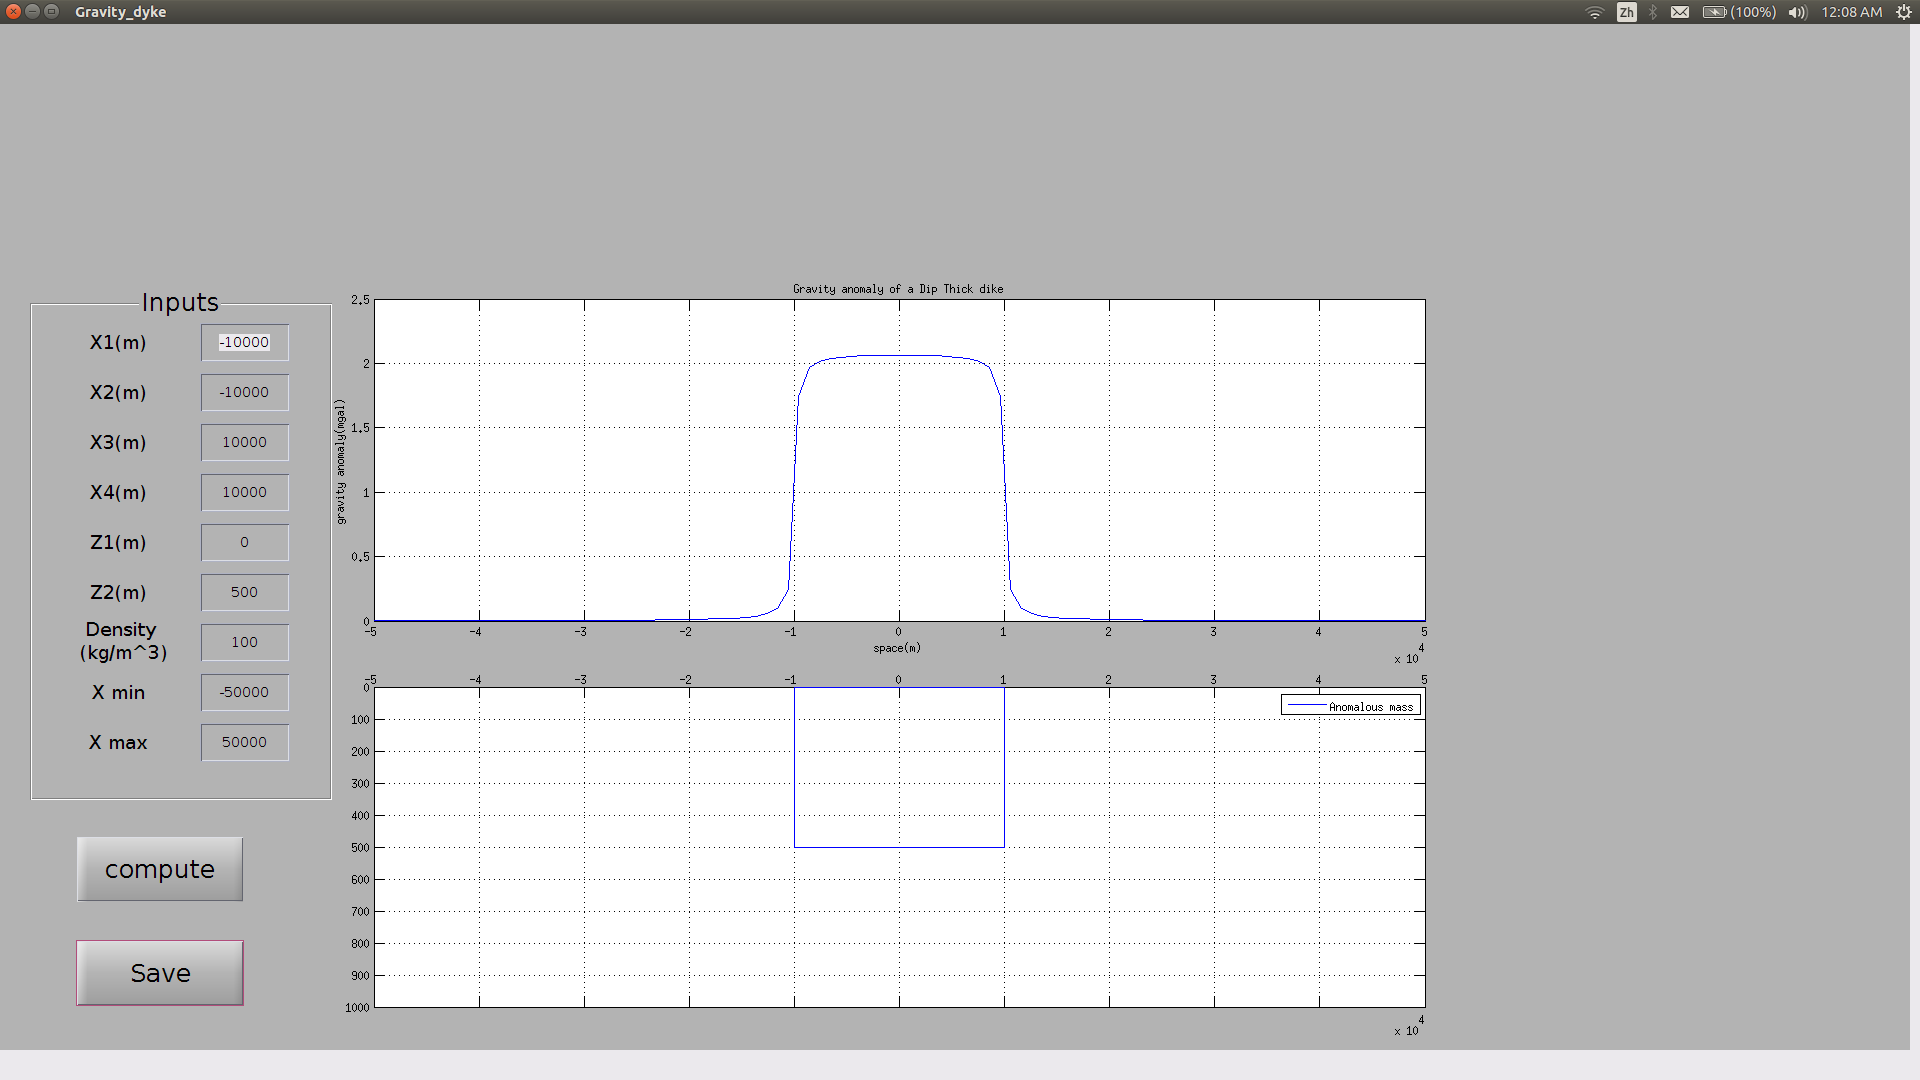 Gravity_dyke
Zh
(100%)
12:08 AM
Inputs
X1(m) -10000
X2(m) -10000
X3(m) 10000
X4(m) 10000
Z1(m) 0
Z2(m) 500
Density
(kg/m^3) 100
X min -50000
X max 50000
compute
Save
Gravity anomaly of a Dip Thick dike
gravity anomaly(mgal)
2.5
2
1.5
1
0.5
0
-5 -4 -3 -2 -1 0 1 2 3 4 5
space(m)
x 10^4
-5 -4 -3 -2 -1 0 1 2 3 4 5
0
100
200
300
400
500
600
700
800
900
1000
Anomalous mass
x 10^4